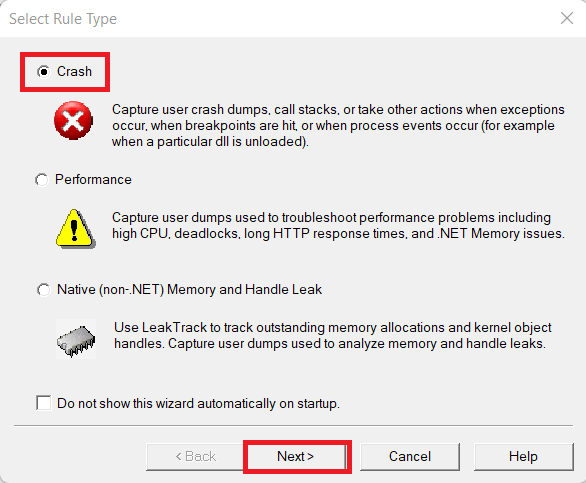 Select Rule Type
Crash
Capture user crash dumps, call stacks, or take other actions when exceptions
occur, when breakpoints are hit, or when process events occur (for example
when a particular dll is unloaded).
Performance
Capture user dumps used to troubleshoot performance problems including
high CPU, deadlocks, long HTTP response times, and .NET Memory issues.
Native (non-.NET) Memory and Handle Leak
Use LeakTrack to track outstanding memory allocations and kernel object
handles. Capture user dumps used to analyze memory and handle leaks.
Do not show this wizard automatically on startup.
< Back Next > Cancel Help